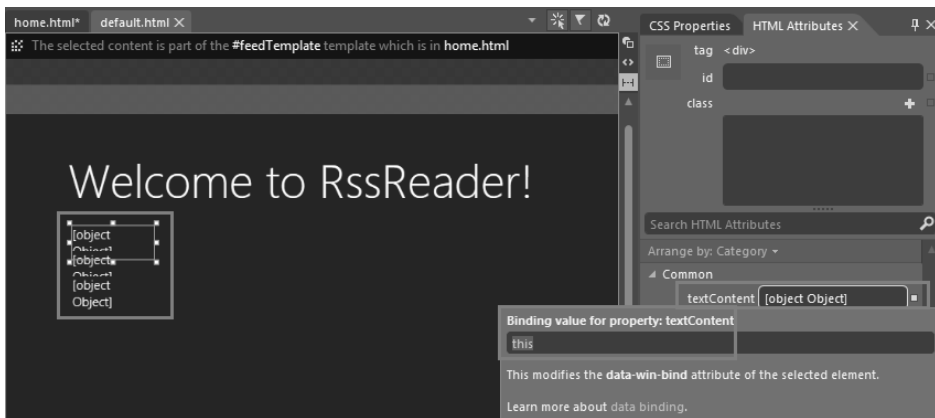 home.html* default.html ×
The selected content is part of the #feedTemplate template which is in home.html
Welcome to RssReader!
[object
Object]
[object
Object]
[object
Object]
CSS Properties HTML Attributes ×
tag <div>
id
class
Search HTML Attributes
Arrange by: Category
Common
textContent [object Object]
Binding value for property: textContent
this
This modifies the data-win-bind attribute of the selected element.
Learn more about data binding.